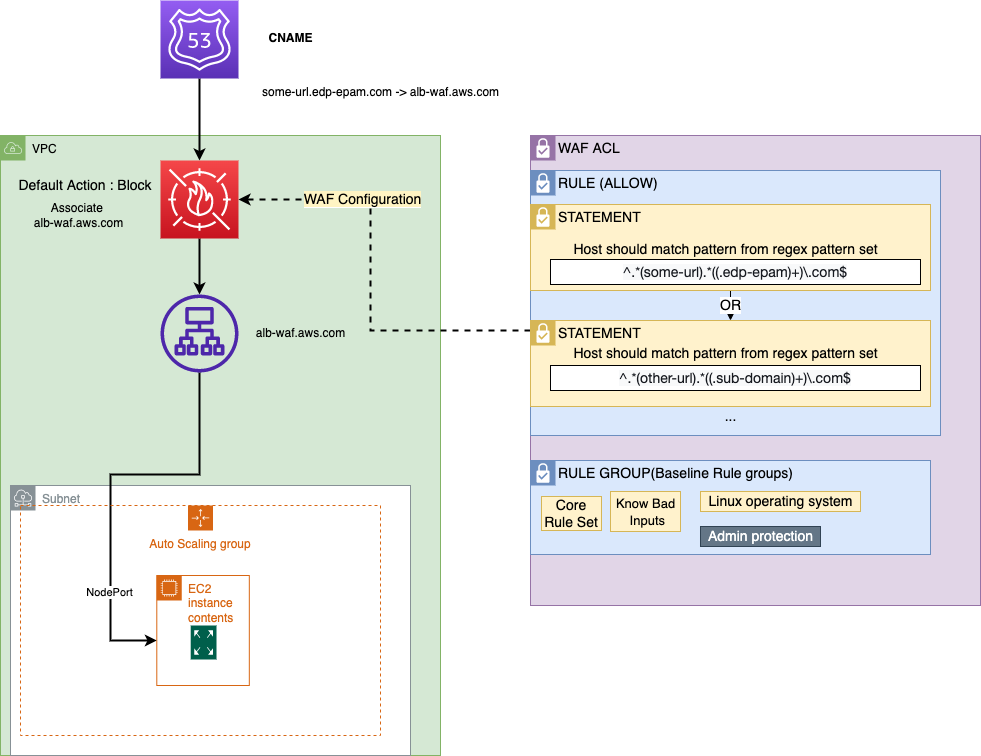 53
CNAME
some-url.edp-epam.com -> alb-waf.aws.com
VPC
Default Action : Block
Associate
alb-waf.aws.com
WAF Configuration
alb-waf.aws.com
Subnet
Auto Scaling group
NodePort
EC2
instance
contents
WAF ACL
RULE (ALLOW)
STATEMENT
Host should match pattern from regex pattern set
^.*(some-url).*((.edp-epam)+)\.com$
OR
STATEMENT
Host should match pattern from regex pattern set
^.*(other-url).*((.sub-domain)+)\.com$
...
RULE GROUP(Baseline Rule groups)
Core
Rule Set
Know Bad
Inputs
Linux operating system
Admin protection